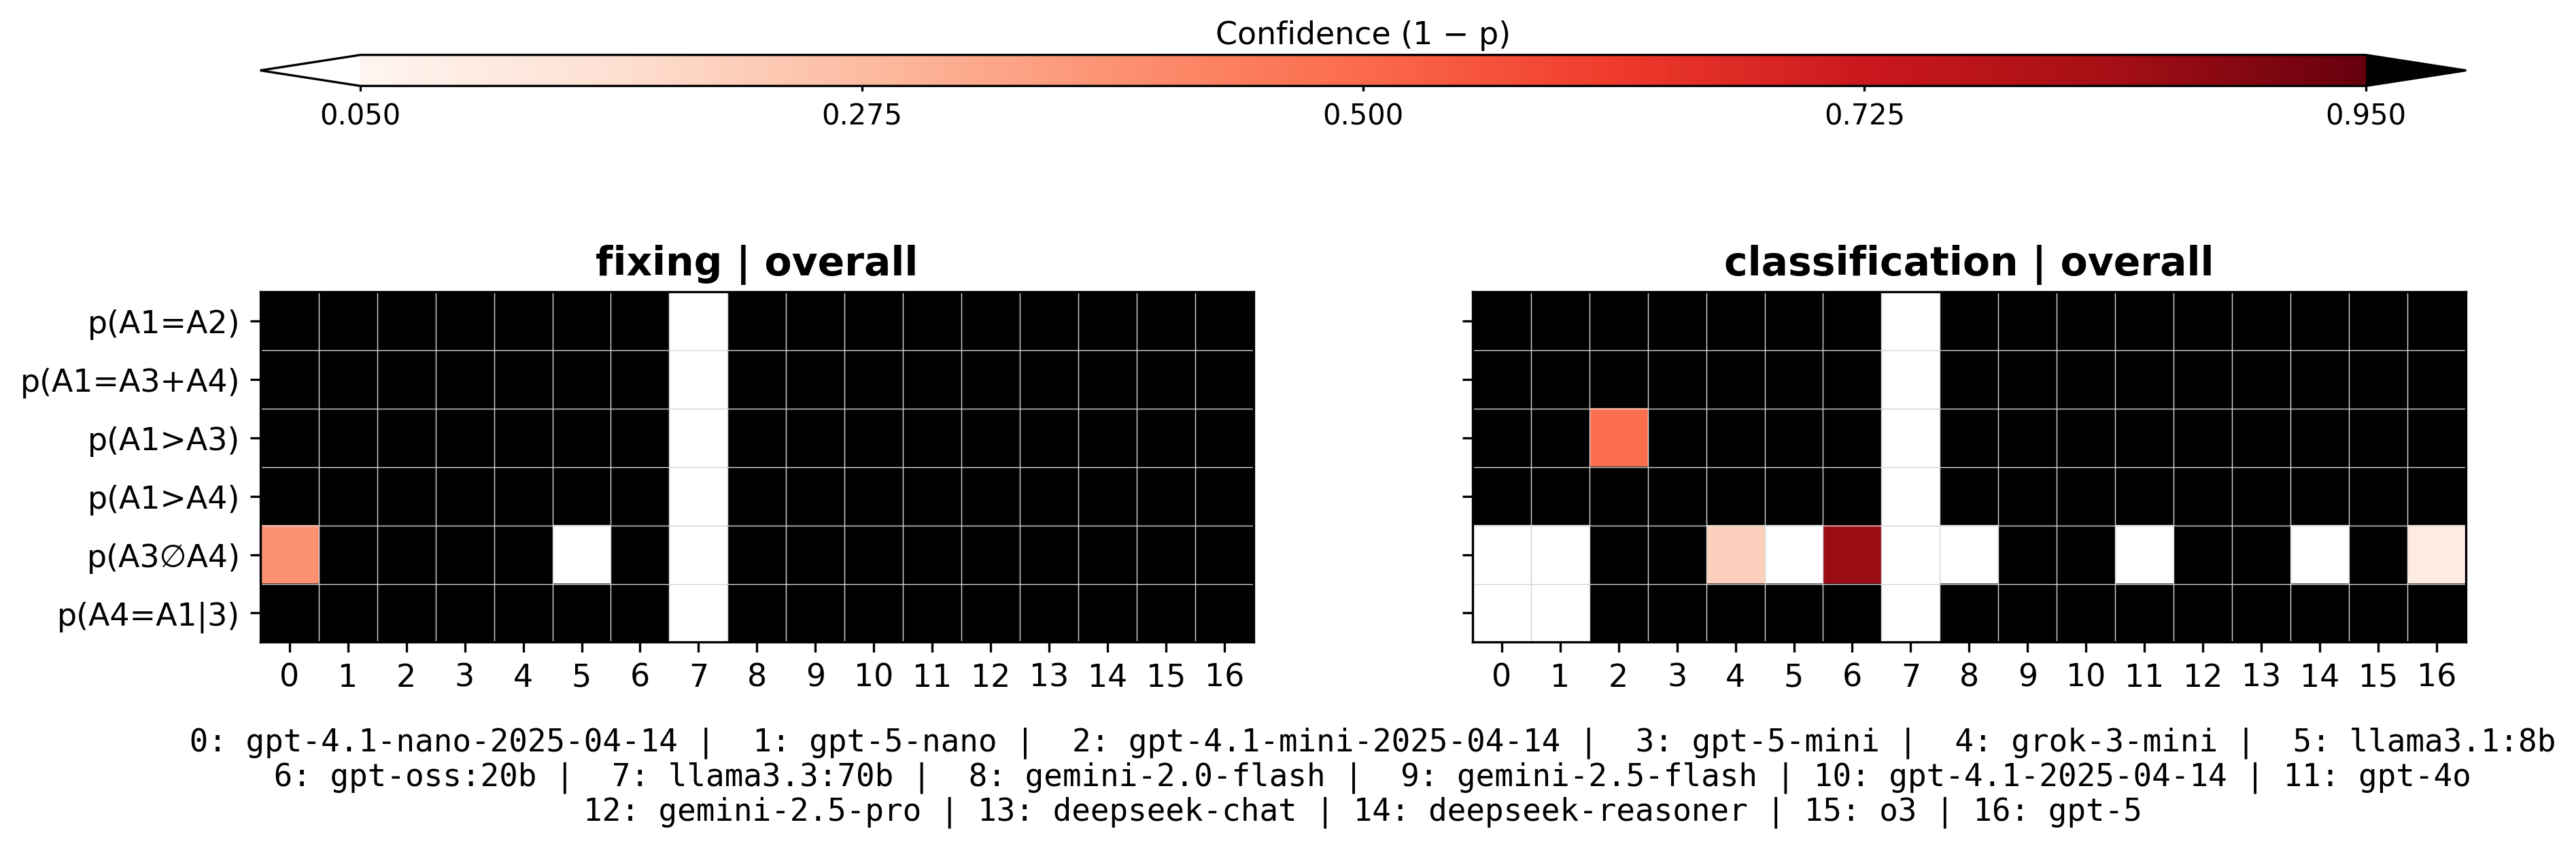 Confidence (1 − p)
0.050 0.275 0.500 0.725 0.950
fixing | overall
classification | overall
p(A1=A2)
p(A1=A3+A4)
p(A1>A3)
p(A1>A4)
p(A3∅A4)
p(A4=A1|3)
0 1 2 3 4 5 6 7 8 9 10 11 12 13 14 15 16
0 1 2 3 4 5 6 7 8 9 10 11 12 13 14 15 16
0: gpt-4.1-nano-2025-04-14 | 1: gpt-5-nano | 2: gpt-4.1-mini-2025-04-14 | 3: gpt-5-mini | 4: grok-3-mini | 5: llama3.1:8b
6: gpt-oss:20b | 7: llama3.3:70b | 8: gemini-2.0-flash | 9: gemini-2.5-flash | 10: gpt-4.1-2025-04-14 | 11: gpt-4o
12: gemini-2.5-pro | 13: deepseek-chat | 14: deepseek-reasoner | 15: o3 | 16: gpt-5